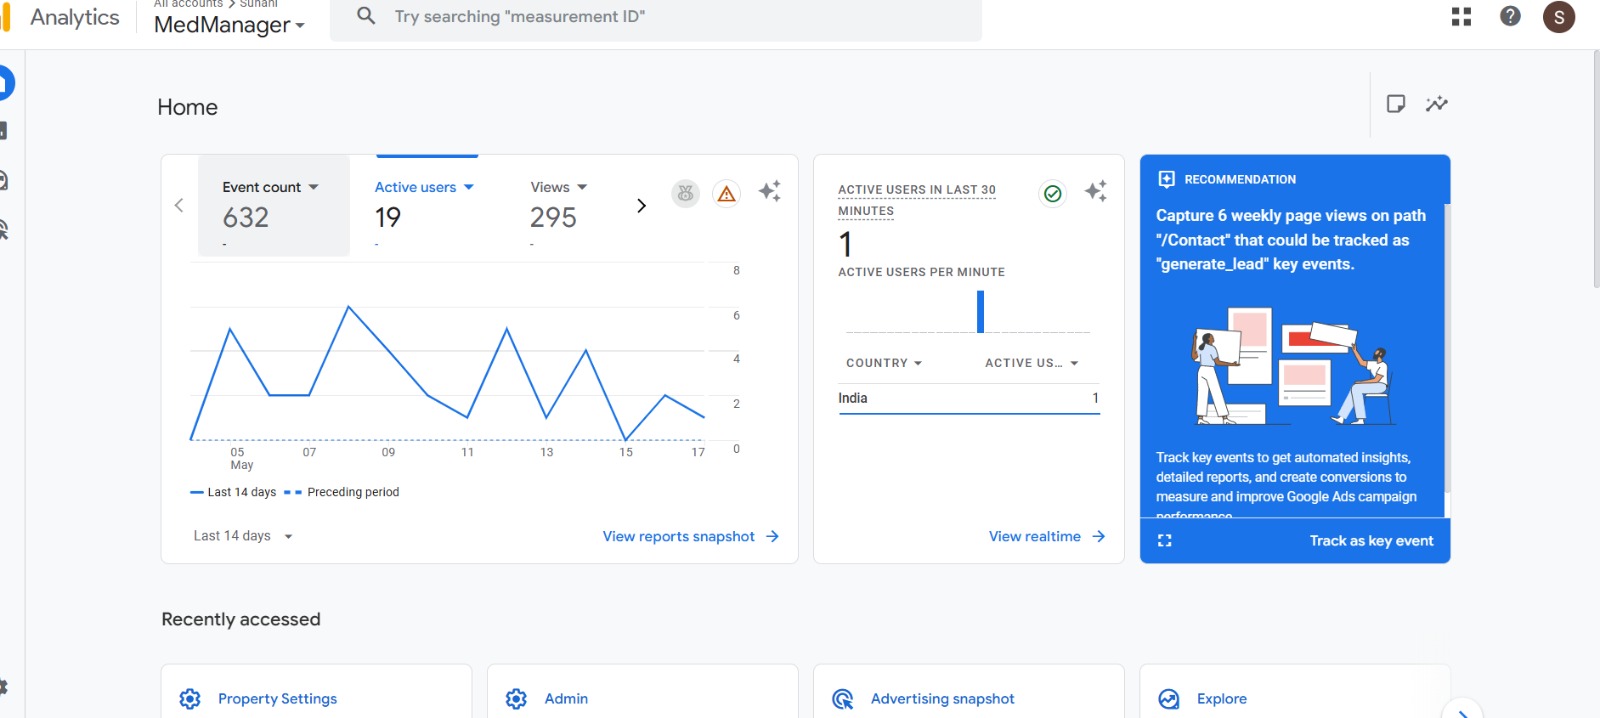 Analytics
All accounts > Suhani
MedManager
Try searching "measurement ID"
S
Home
Event count
632
-
Active users
19
-
Views
295
-
8
6
4
2
0
05
May
07
09
11
13
15
17
Last 14 days
Preceding period
Last 14 days
View reports snapshot
ACTIVE USERS IN LAST 30
MINUTES
1
ACTIVE USERS PER MINUTE
COUNTRY
ACTIVE US...
India
1
View realtime
RECOMMENDATION
Capture 6 weekly page views on path
"/Contact" that could be tracked as
"generate_lead" key events.
Track key events to get automated insights,
detailed reports, and create conversions to
measure and improve Google Ads campaign
performance
Track as key event
Recently accessed
Property Settings
Admin
Advertising snapshot
Explore